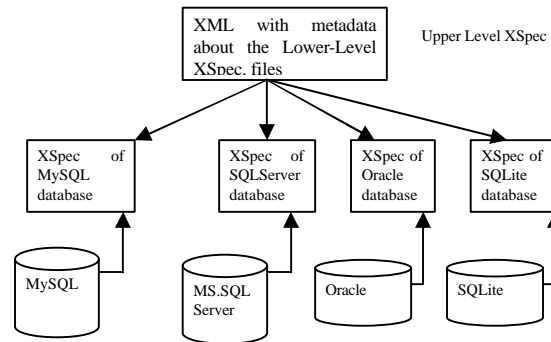 XML with metadata
about the Lower-Level
XSpec. files
Upper Level XSpec
XSpec of
MySQL
database
XSpec of
SQLServer
database
XSpec of
Oracle
database
XSpec of
SQLite
database
MySQL
MS.SQL
Server
Oracle
SQLite